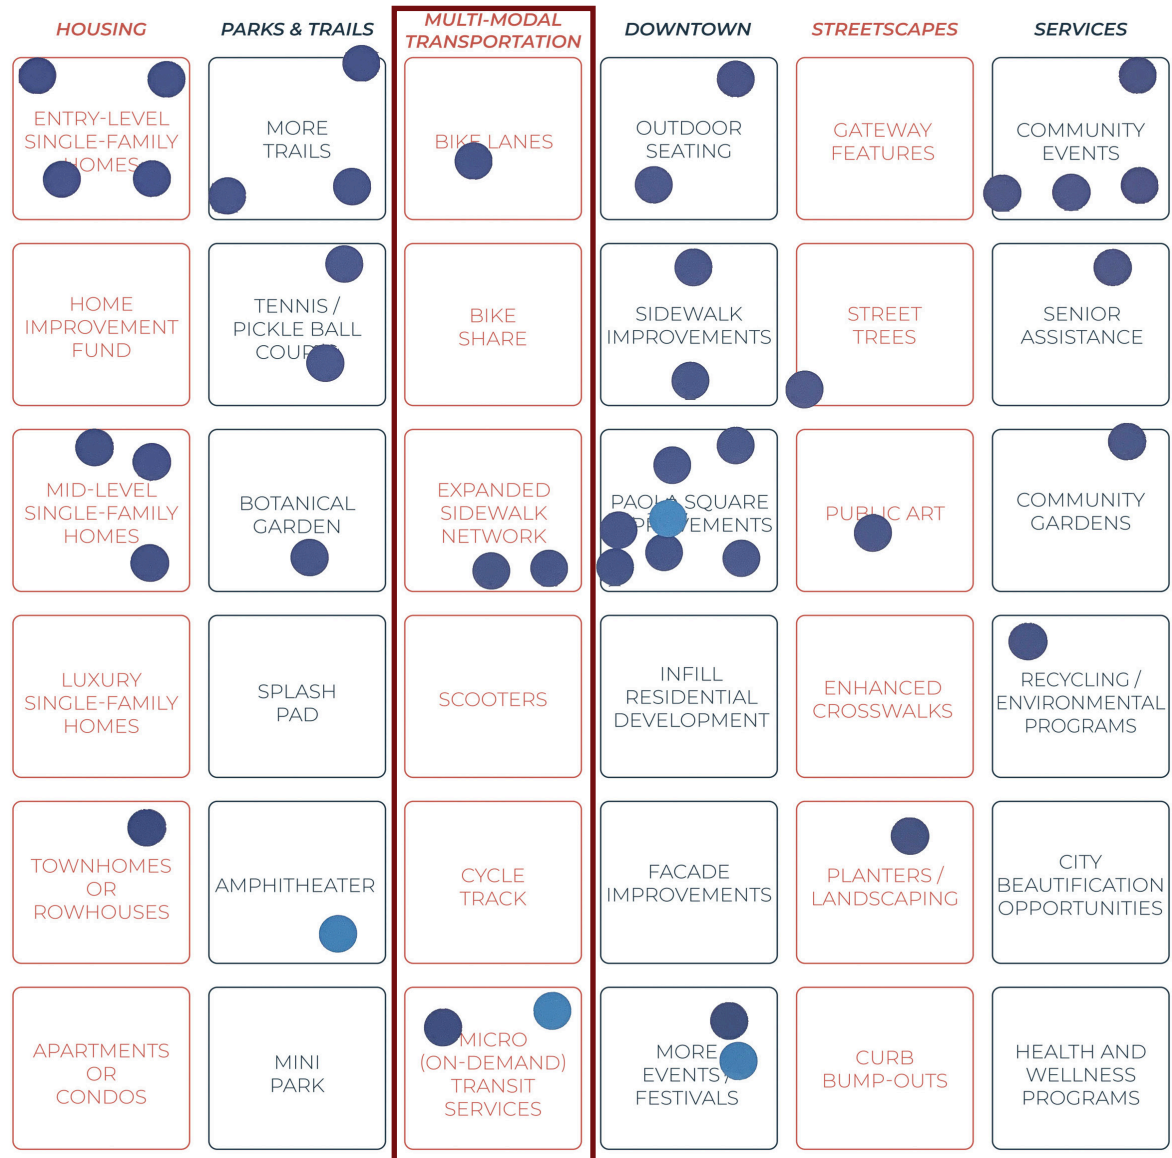 HOUSING
PARKS & TRAILS
MULTI-MODAL
TRANSPORTATION
DOWNTOWN
STREETSCAPES
SERVICES
ENTRY-LEVEL
SINGLE-FAMILY
HOMES
MORE
TRAILS
BIKE LANES
OUTDOOR
SEATING
GATEWAY
FEATURES
COMMUNITY
EVENTS
HOME
IMPROVEMENT
FUND
TENNIS /
PICKLE BALL
BIKE
SHARE
SIDEWALK
IMPROVEMENTS
STREET
TREES
SENIOR
ASSISTANCE
MID-LEVEL
SINGLE-FAMILY
HOMES
BOTANICAL
GARDEN
EXPANDED
SIDEWALK
NETWORK
PAOLA SQUARE
IMPROVEMENTS
PUBLIC ART
COMMUNITY
GARDENS
LUXURY
SINGLE-FAMILY
HOMES
SPLASH
PAD
SCOOTERS
INFILL
RESIDENTIAL
DEVELOPMENT
ENHANCED
CROSSWALKS
RECYCLING /
ENVIRONMENTAL
PROGRAMS
TOWNHOMES
OR
ROWHOUSES
AMPHITHEATER
CYCLE
TRACK
FACADE
IMPROVEMENTS
PLANTERS /
LANDSCAPING
CITY
BEAUTIFICATION
OPPORTUNITIES
APARTMENTS
OR
CONDOS
MINI
PARK
MICRO
(ON-DEMAND)
TRANSIT
SERVICES
MORE
EVENTS /
FESTIVALS
CURB
BUMP-OUTS
HEALTH AND
WELLNESS
PROGRAMS